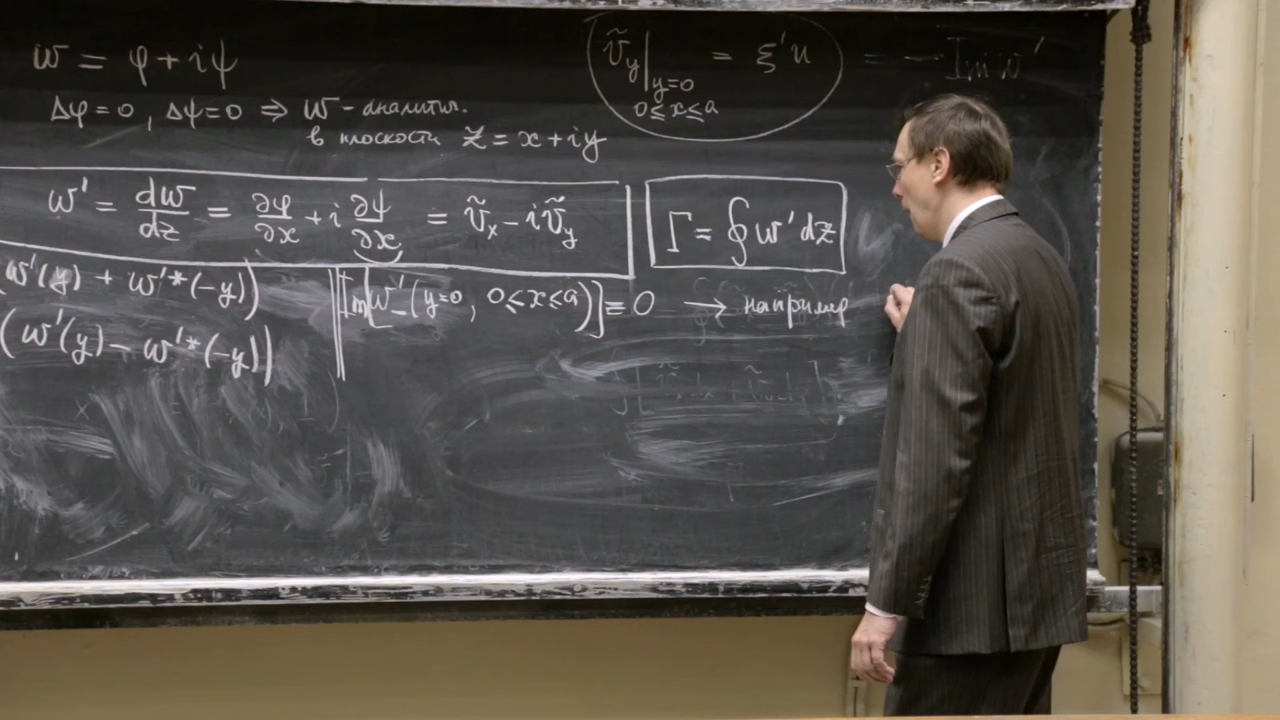 w = φ + iψ
Δφ = 0 , Δψ = 0 ⇒ w – аналитич.
в плоскости z = x + iy
ṽ_y|_{y=0, 0≤x≤a} = ξ'u = − Im w'
w' = dw/dz = ∂φ/∂x + i ∂ψ/∂x = ṽ_x − iṽ_y
Γ = ∮ w' dz
(w'(y) + w'*(−y))
(w'(y) − w'*(−y))
Im[w'_−(y=0, 0≤x≤a)] ≡ 0 → например